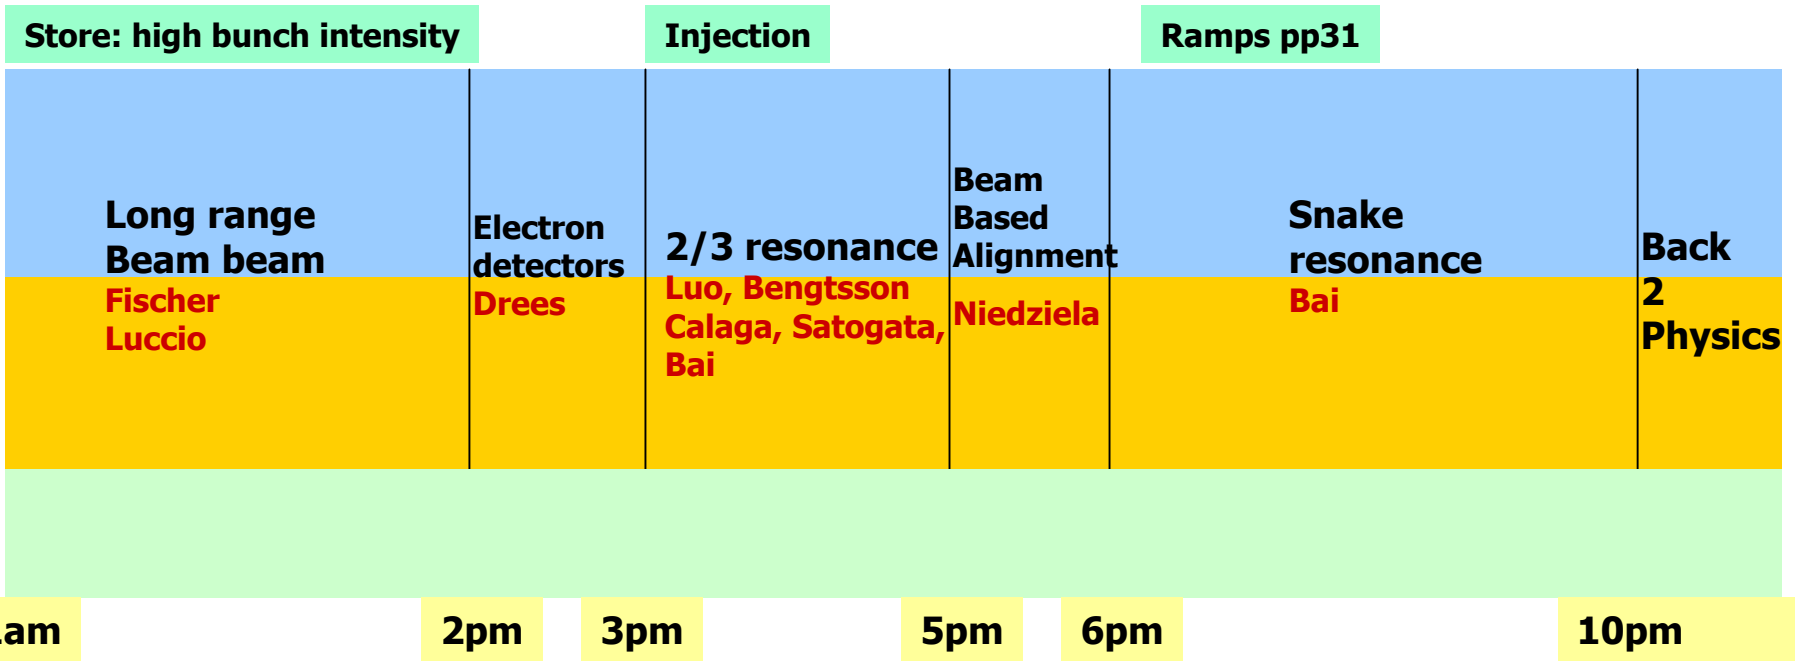 Store: high bunch intensity
Injection
Ramps pp31
Long range
Beam beam
Fischer
Luccio
Electron
detectors
Drees
2/3 resonance
Luo, Bengtsson
Calaga, Satogata,
Bai
Beam
Based
Alignment
Niedziela
Snake
resonance
Bai
Back
2
Physics
am
2pm
3pm
5pm
6pm
10pm